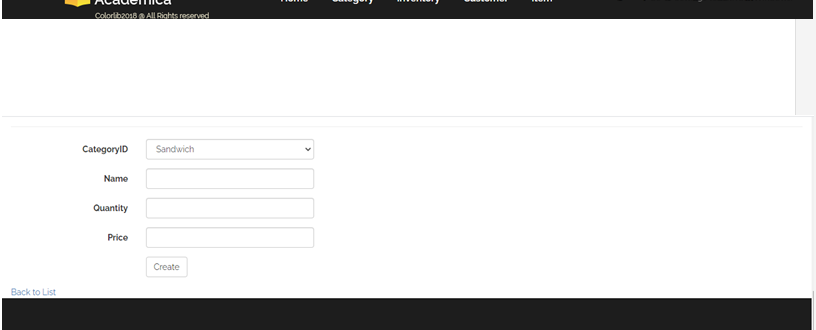 Academica
Home Category Inventory Customer Item
Colorlib2018 @ All Rights reserved
CategoryID Sandwich
Name
Quantity
Price
Create
Back to List